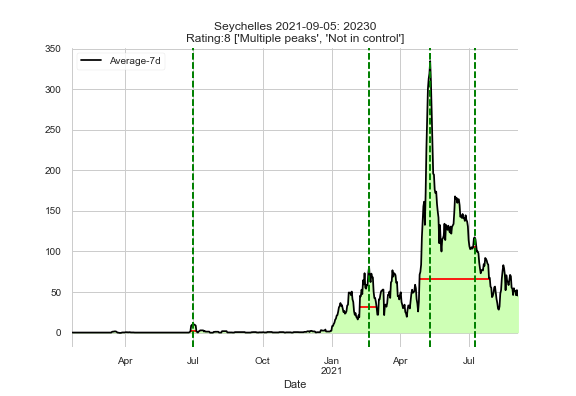 Seychelles 2021-09-05: 20230
Rating:8 ['Multiple peaks', 'Not in control']
Average-7d
350
300
250
200
150
100
50
0
Apr Jul Oct Jan Apr Jul
2021
Date